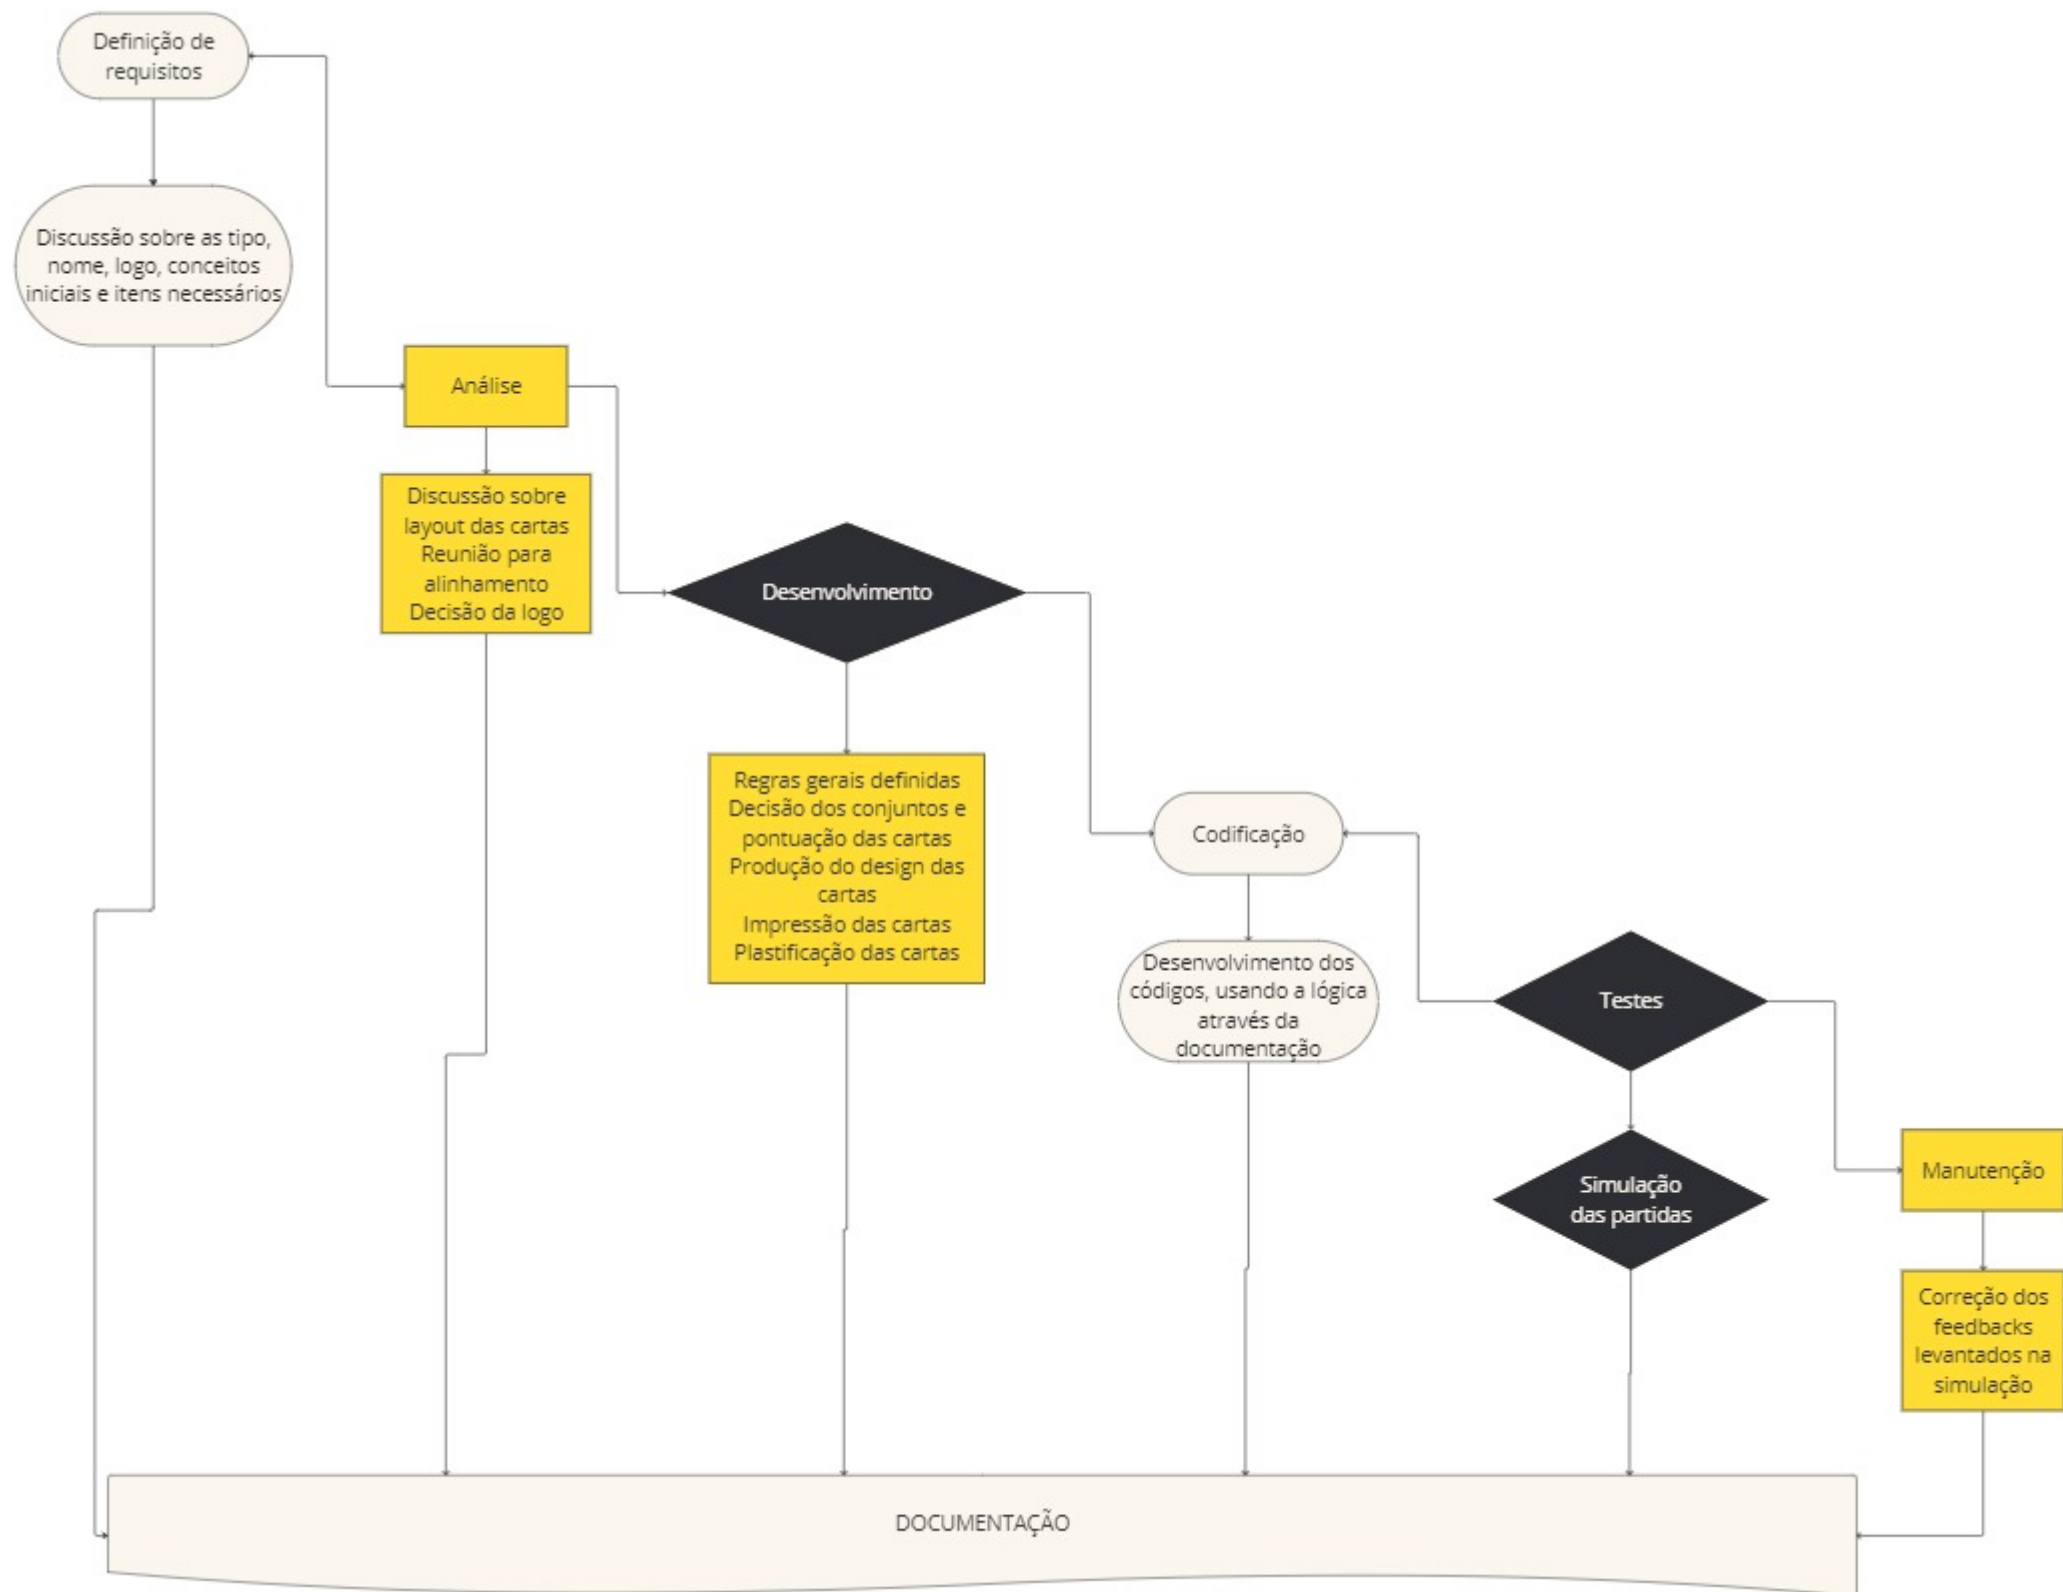 Definição de
requisitos
Discussão sobre as tipo,
nome, logo, conceitos
iniciais e itens necessários
Análise
Discussão sobre
layout das cartas
Reunião para
alinhamento
Decisão da logo
Desenvolvimento
Regras gerais definidas
Decisão dos conjuntos e
pontuação das cartas
Produção do design das
cartas
Impressão das cartas
Plastificação das cartas
Codificação
Desenvolvimento dos
códigos, usando a lógica
através da
documentação
Testes
Simulação
das partidas
Manutenção
Correção dos
feedbacks
levantados na
simulação
DOCUMENTAÇÃO